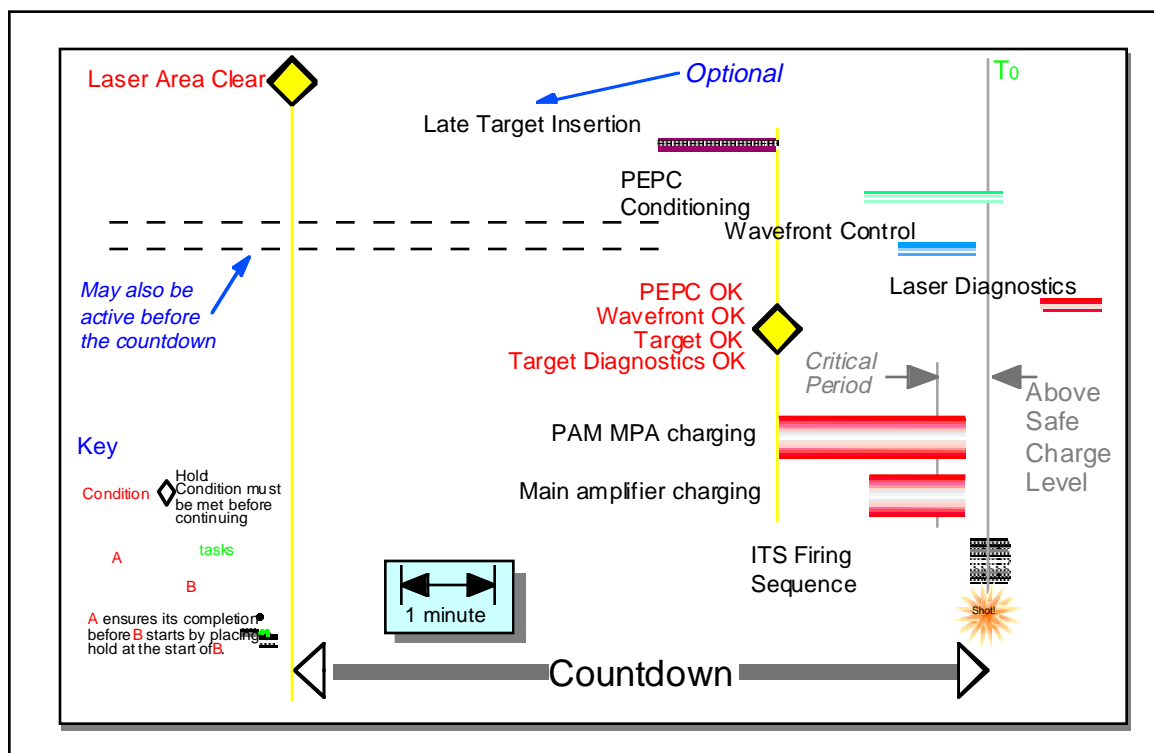 Laser Area Clear
Optional
T0
Late Target Insertion
PEPC
Conditioning
Wavefront Control
May also be
active before
the countdown
Laser Diagnostics
PEPC OK
Wavefront OK
Target OK
Target Diagnostics OK
Critical
Period
Above
Safe
Charge
Level
PAM MPA charging
Main amplifier charging
Key
Condition
Hold:
Condition must
be met before
continuing
A
tasks
B
A ensures its completion
before B starts by placing
hold at the start of B.
1 minute
ITS Firing
Sequence
Shot!
Countdown